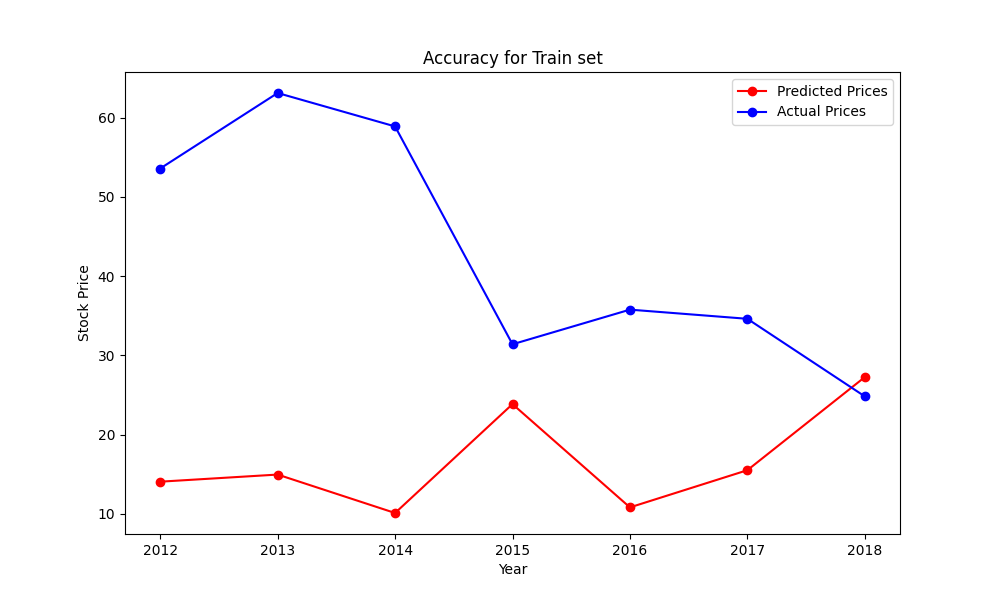 Accuracy for Train set
Predicted Prices
Actual Prices
60
50
40
30
20
10
Stock Price
2012 2013 2014 2015 2016 2017 2018
Year